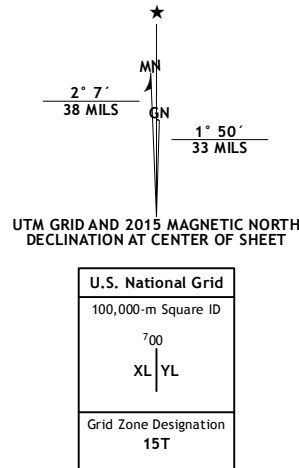 ★
MN
2° 7´
38 MILS
GN
1° 50´
33 MILS
UTM GRID AND 2015 MAGNETIC NORTH
DECLINATION AT CENTER OF SHEET
U.S. National Grid
100,000-m Square ID
⁷00
XL YL
Grid Zone Designation
15T